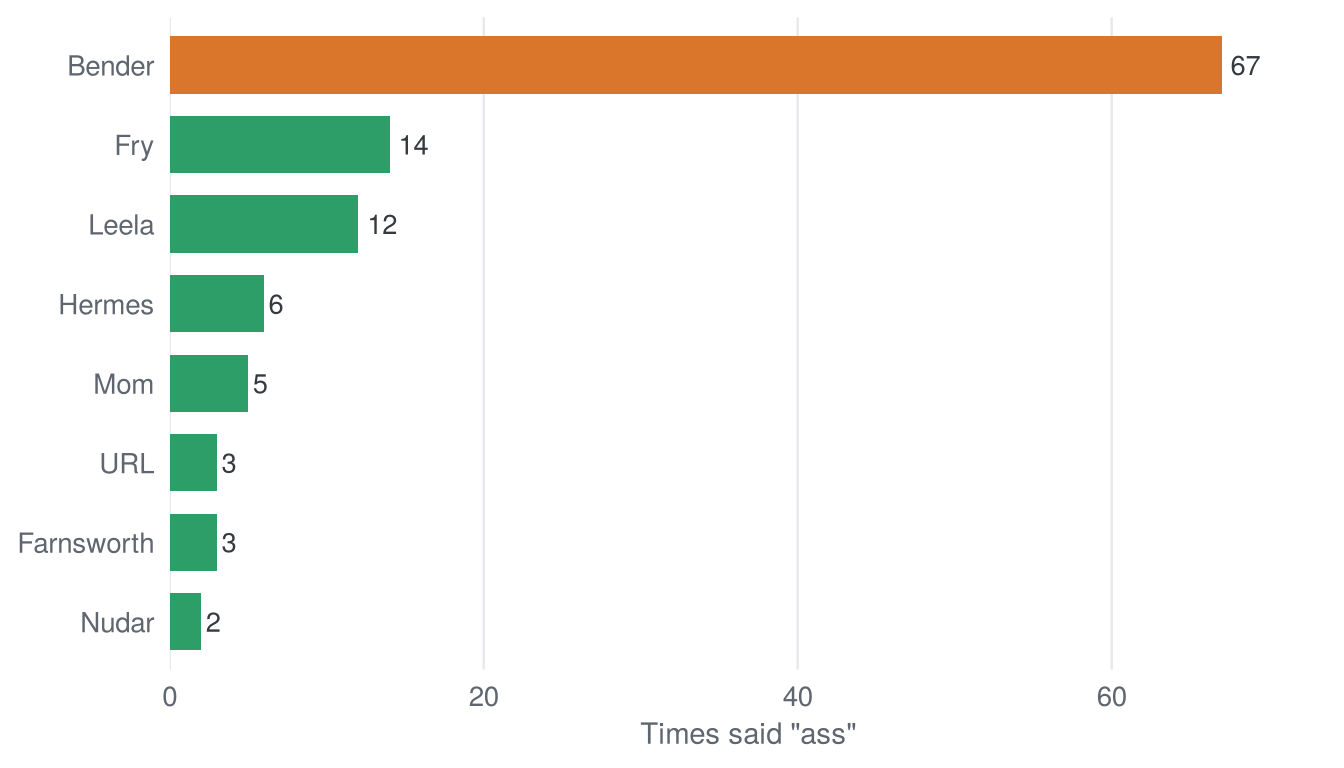 Bender 67
Fry 14
Leela 12
Hermes 6
Mom 5
URL 3
Farnsworth 3
Nudar 2
0 20 40 60
Times said "ass"